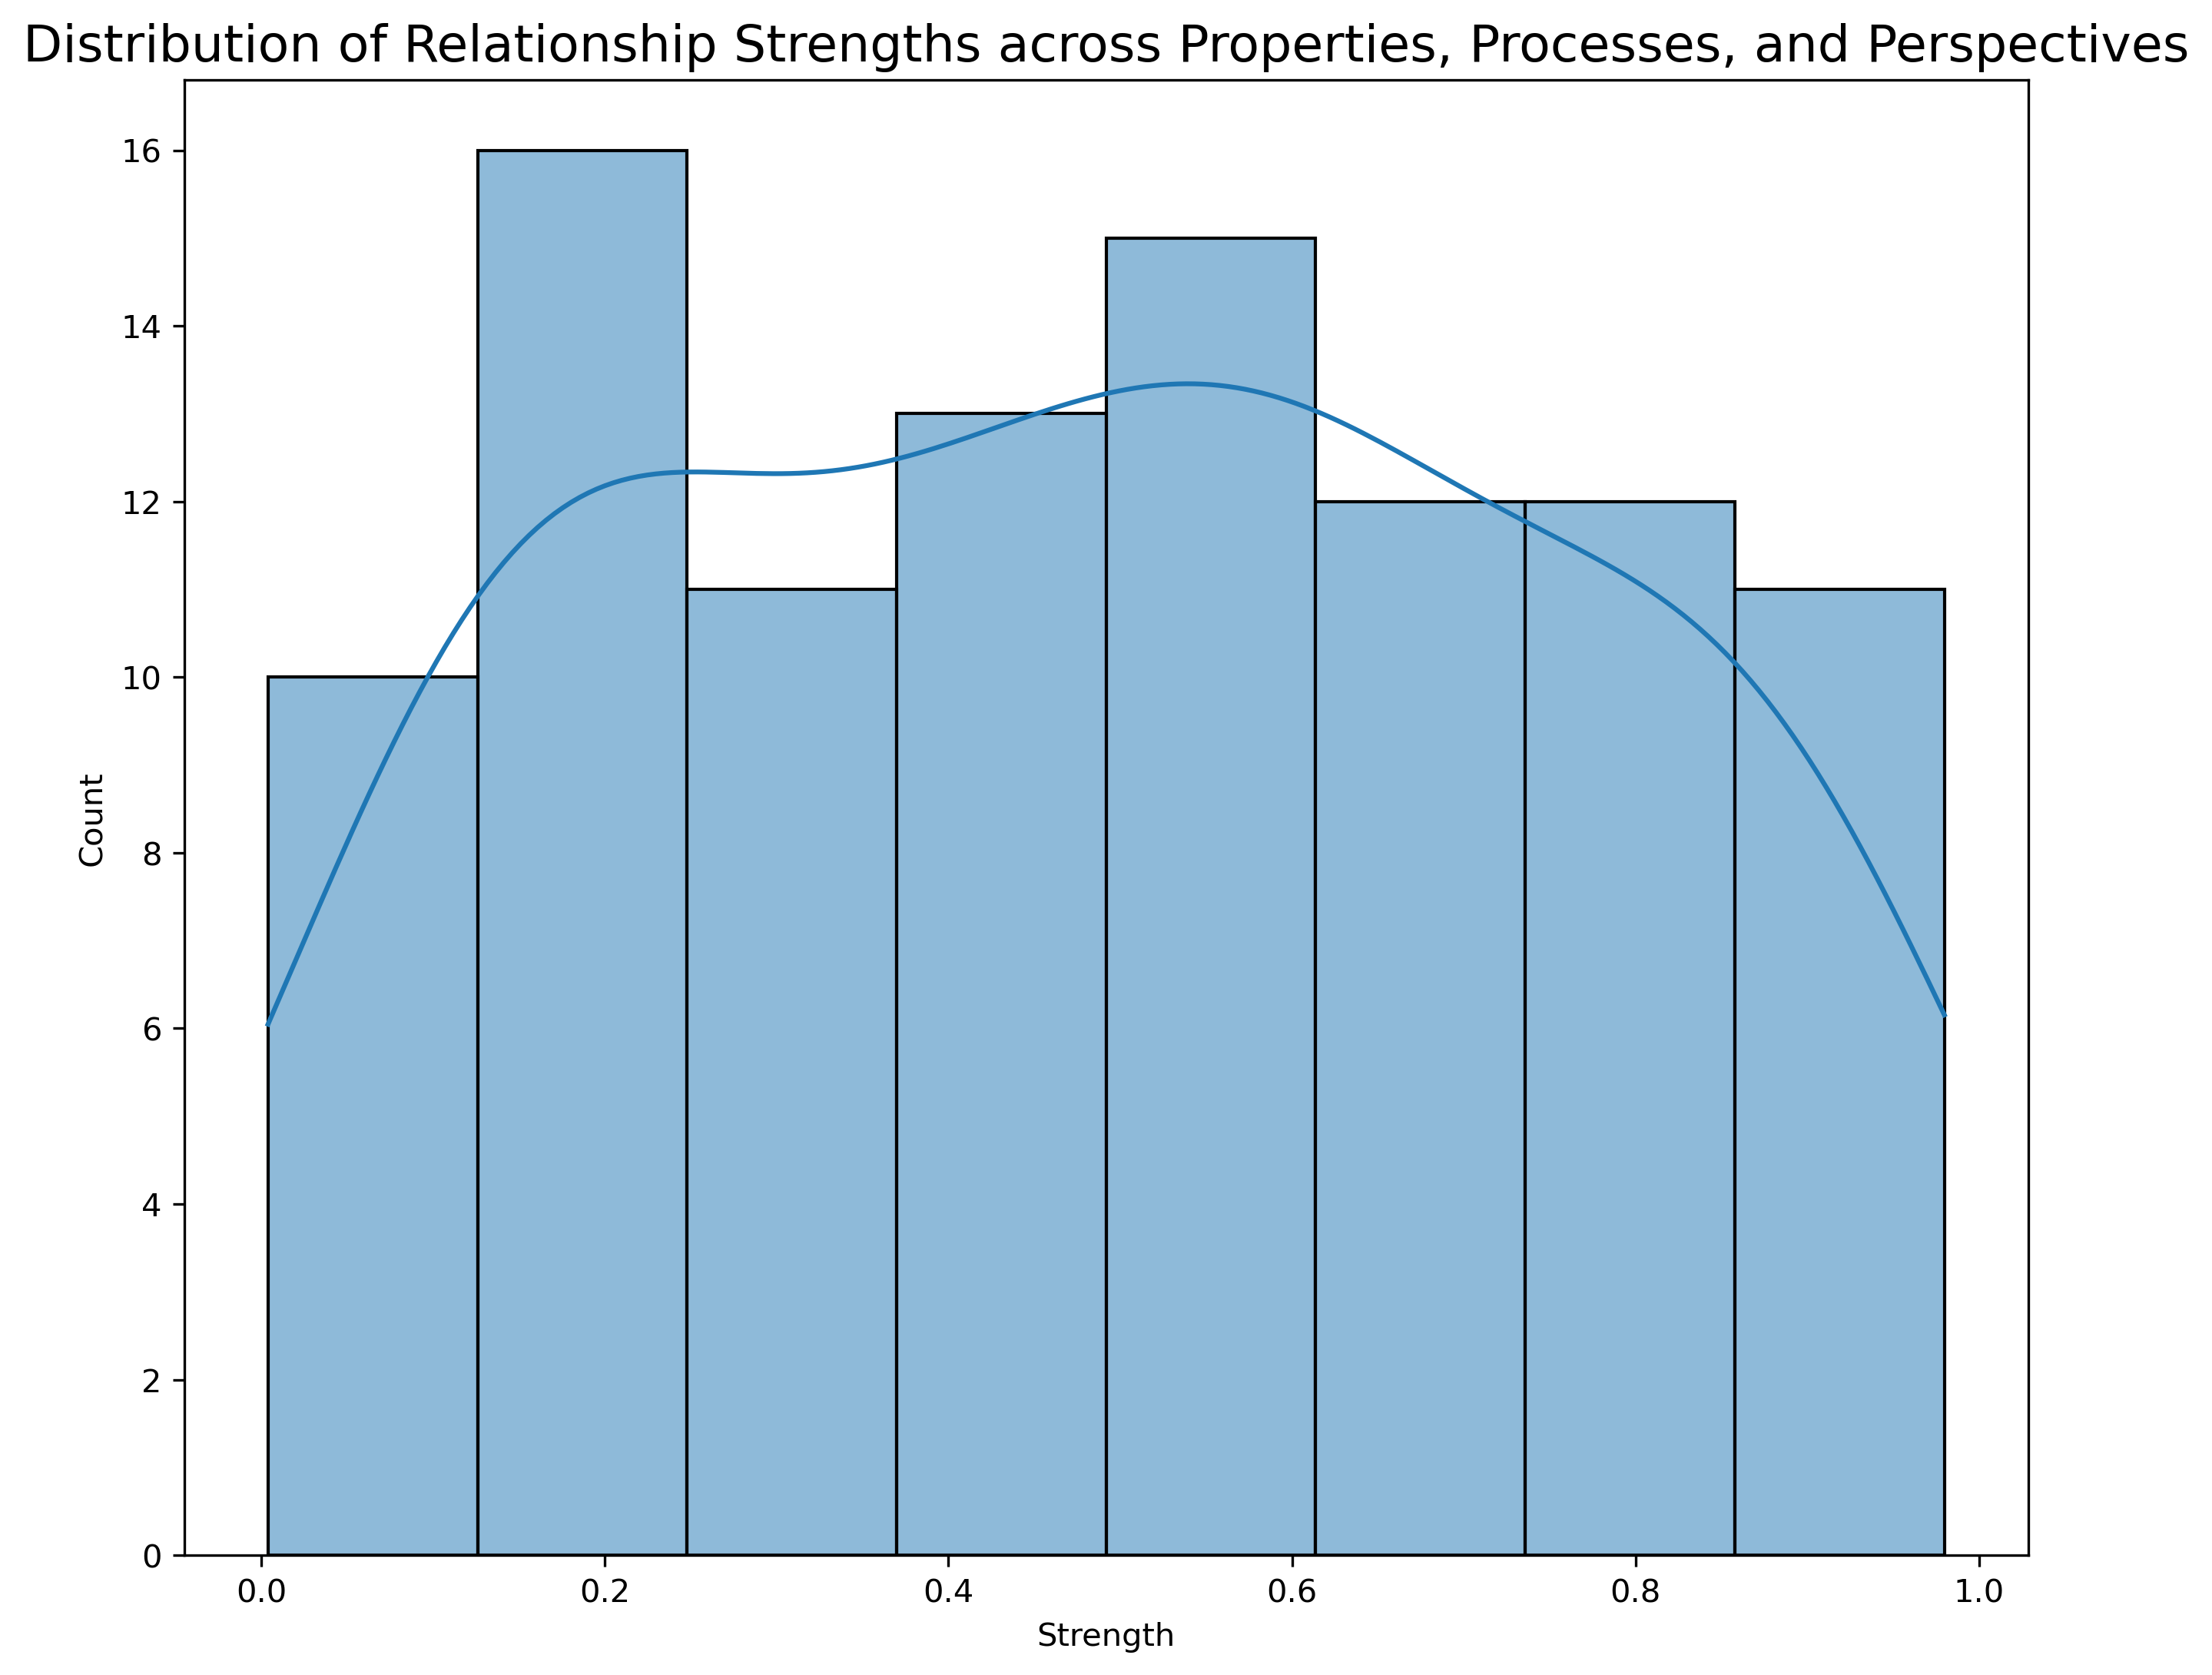 Distribution of Relationship Strengths across Properties, Processes, and Perspectives
16
14
12
10
8
6
4
2
0
Count
0.0 0.2 0.4 0.6 0.8 1.0
Strength